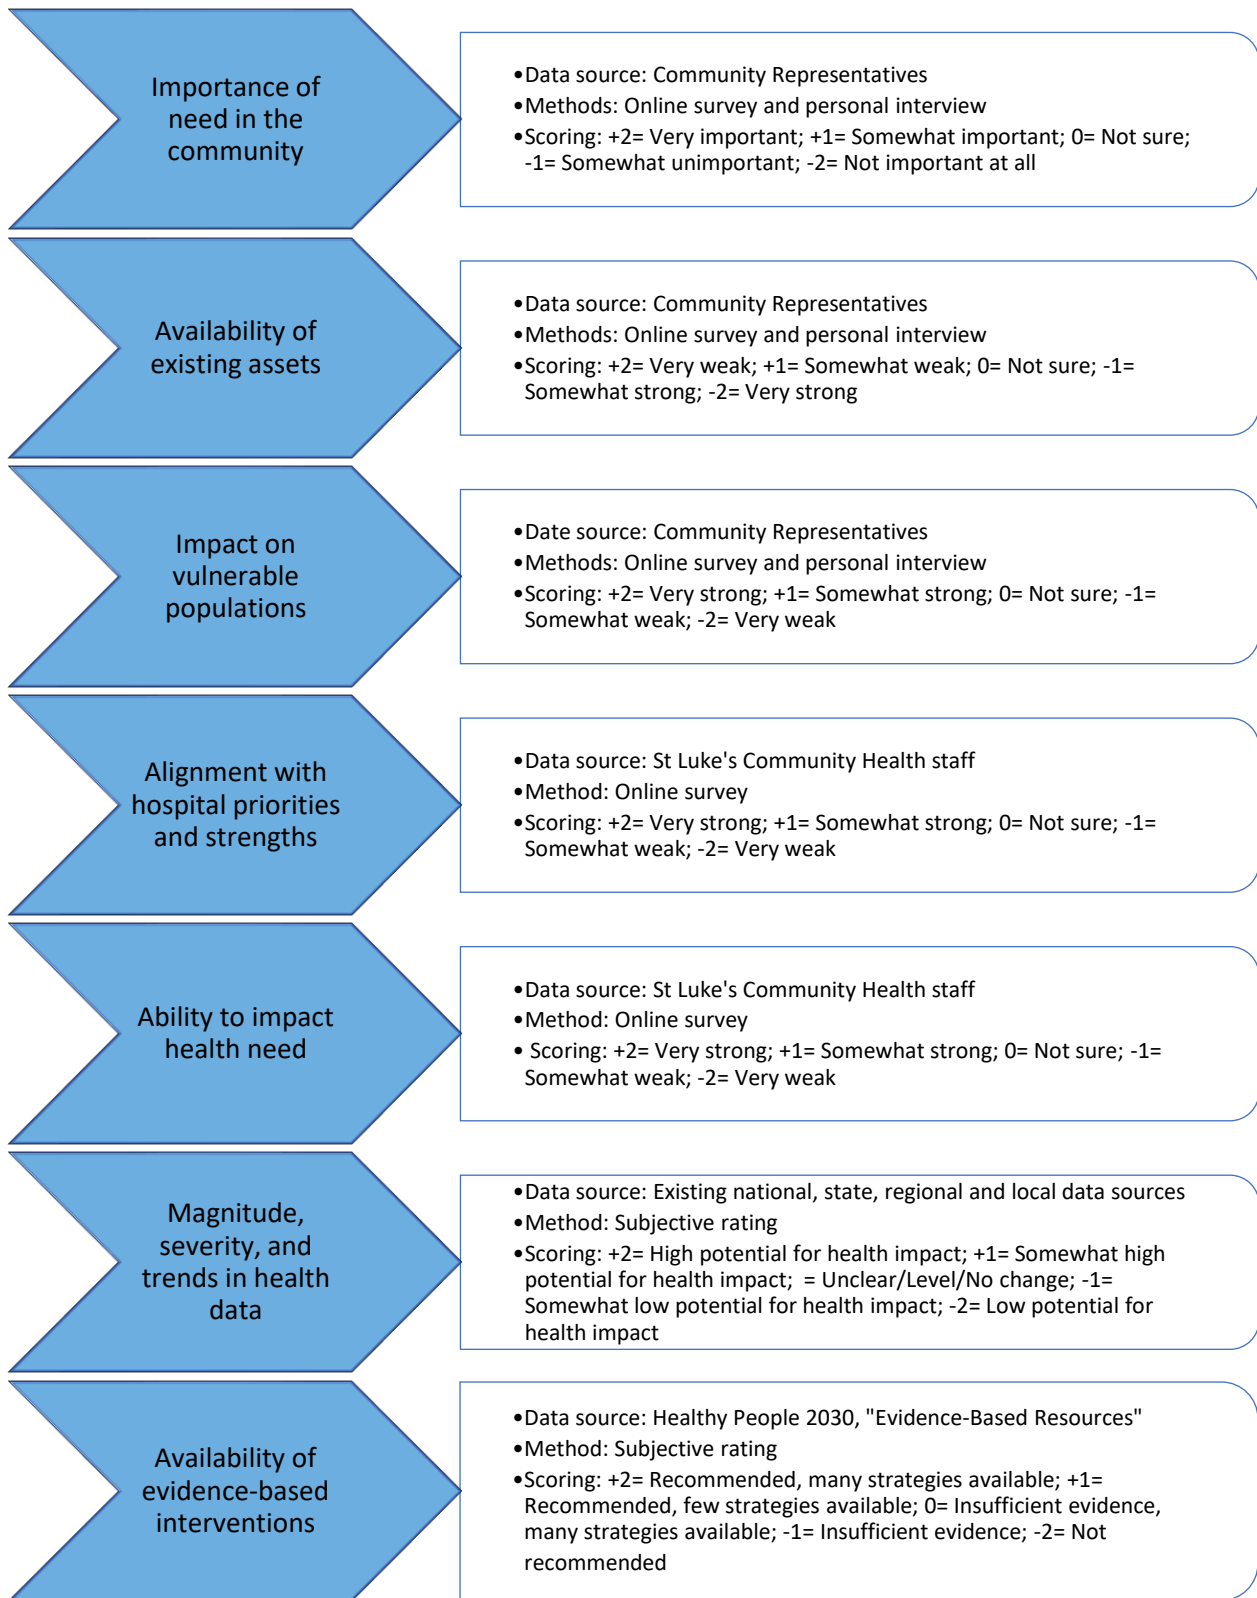 Importance of
need in the
community
•Data source: Community Representatives
•Methods: Online survey and personal interview
•Scoring: +2= Very important; +1= Somewhat important; 0= Not sure;
-1= Somewhat unimportant; -2= Not important at all
Availability of
existing assets
•Data source: Community Representatives
•Methods: Online survey and personal interview
•Scoring: +2= Very weak; +1= Somewhat weak; 0= Not sure; -1=
Somewhat strong; -2= Very strong
Impact on
vulnerable
populations
•Date source: Community Representatives
•Methods: Online survey and personal interview
•Scoring: +2= Very strong; +1= Somewhat strong; 0= Not sure; -1=
Somewhat weak; -2= Very weak
Alignment with
hospital priorities
and strengths
•Data source: St Luke's Community Health staff
•Method: Online survey
•Scoring: +2= Very strong; +1= Somewhat strong; 0= Not sure; -1=
Somewhat weak; -2= Very weak
Ability to impact
health need
•Data source: St Luke's Community Health staff
•Method: Online survey
• Scoring: +2= Very strong; +1= Somewhat strong; 0= Not sure; -1=
Somewhat weak; -2= Very weak
Magnitude,
severity, and
trends in health
data
•Data source: Existing national, state, regional and local data sources
•Method: Subjective rating
•Scoring: +2= High potential for health impact; +1= Somewhat high
potential for health impact;  = Unclear/Level/No change; -1=
Somewhat low potential for health impact; -2= Low potential for
health impact
Availability of
evidence-based
interventions
•Data source: Healthy People 2030, "Evidence-Based Resources"
•Method: Subjective rating
•Scoring: +2= Recommended, many strategies available; +1=
Recommended, few strategies available; 0= Insufficient evidence,
many strategies available; -1= Insufficient evidence; -2= Not
recommended